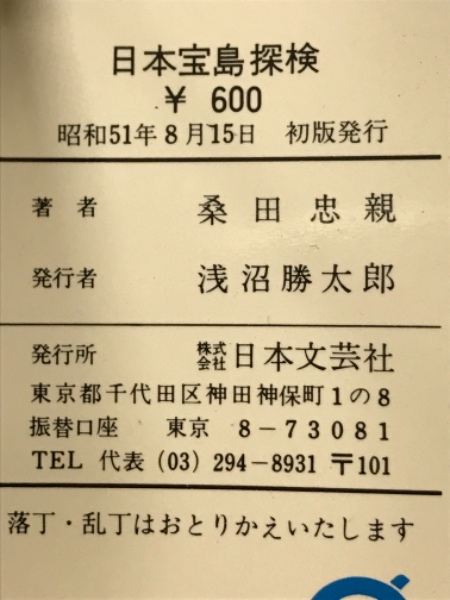 日本宝島探検
¥ 600
昭和51年8月15日 初版発行
著者 桑田忠親
発行者 浅沼勝太郎
発行所 株式会社日本文芸社
東京都千代田区神田神保町1の8
振替口座 東京 8-73081
TEL 代表(03)294-8931 〒101
落丁・乱丁はおとりかえいたします